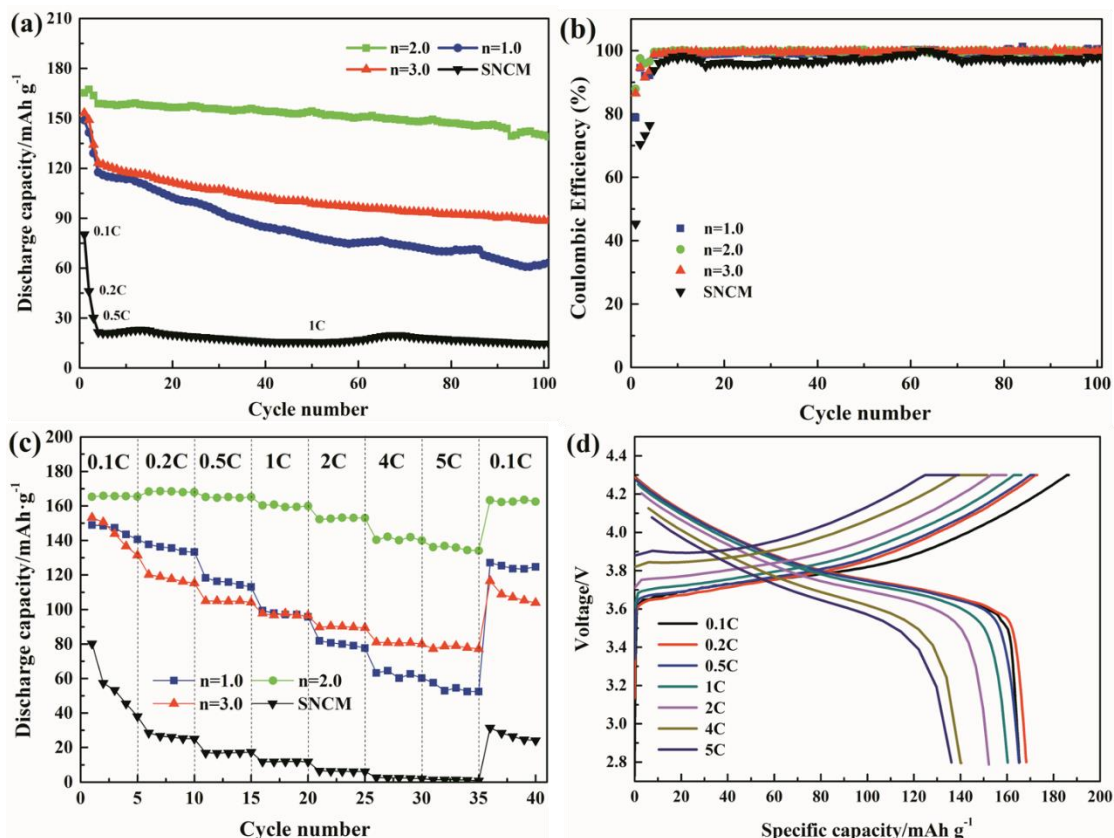 (a)
210
180
150
120
90
60
30
0
Discharge capacity/mAh g⁻¹
n=2.0 n=1.0
n=3.0 SNCM
0.1C
0.2C
0.5C
1C
0 20 40 60 80 100
Cycle number
(b)
100
80
60
40
20
0
Coulombic Efficiency (%)
n=1.0
n=2.0
n=3.0
SNCM
0 20 40 60 80 100
Cycle number
(c)
200
180
160
140
120
100
80
60
40
20
0
Discharge capacity/mAh·g⁻¹
0.1C 0.2C 0.5C 1C 2C 4C 5C 0.1C
n=1.0 n=2.0
n=3.0 SNCM
0 5 10 15 20 25 30 35 40
Cycle number
(d)
4.4
4.2
4.0
3.8
3.6
3.4
3.2
3.0
2.8
Voltage/V
0.1C
0.2C
0.5C
1C
2C
4C
5C
0 20 40 60 80 100 120 140 160 180 200
Specific capacity/mAh g⁻¹